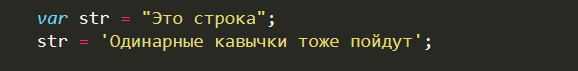 var str = "Это строка";
str = 'Одинарные кавычки тоже пойдут';